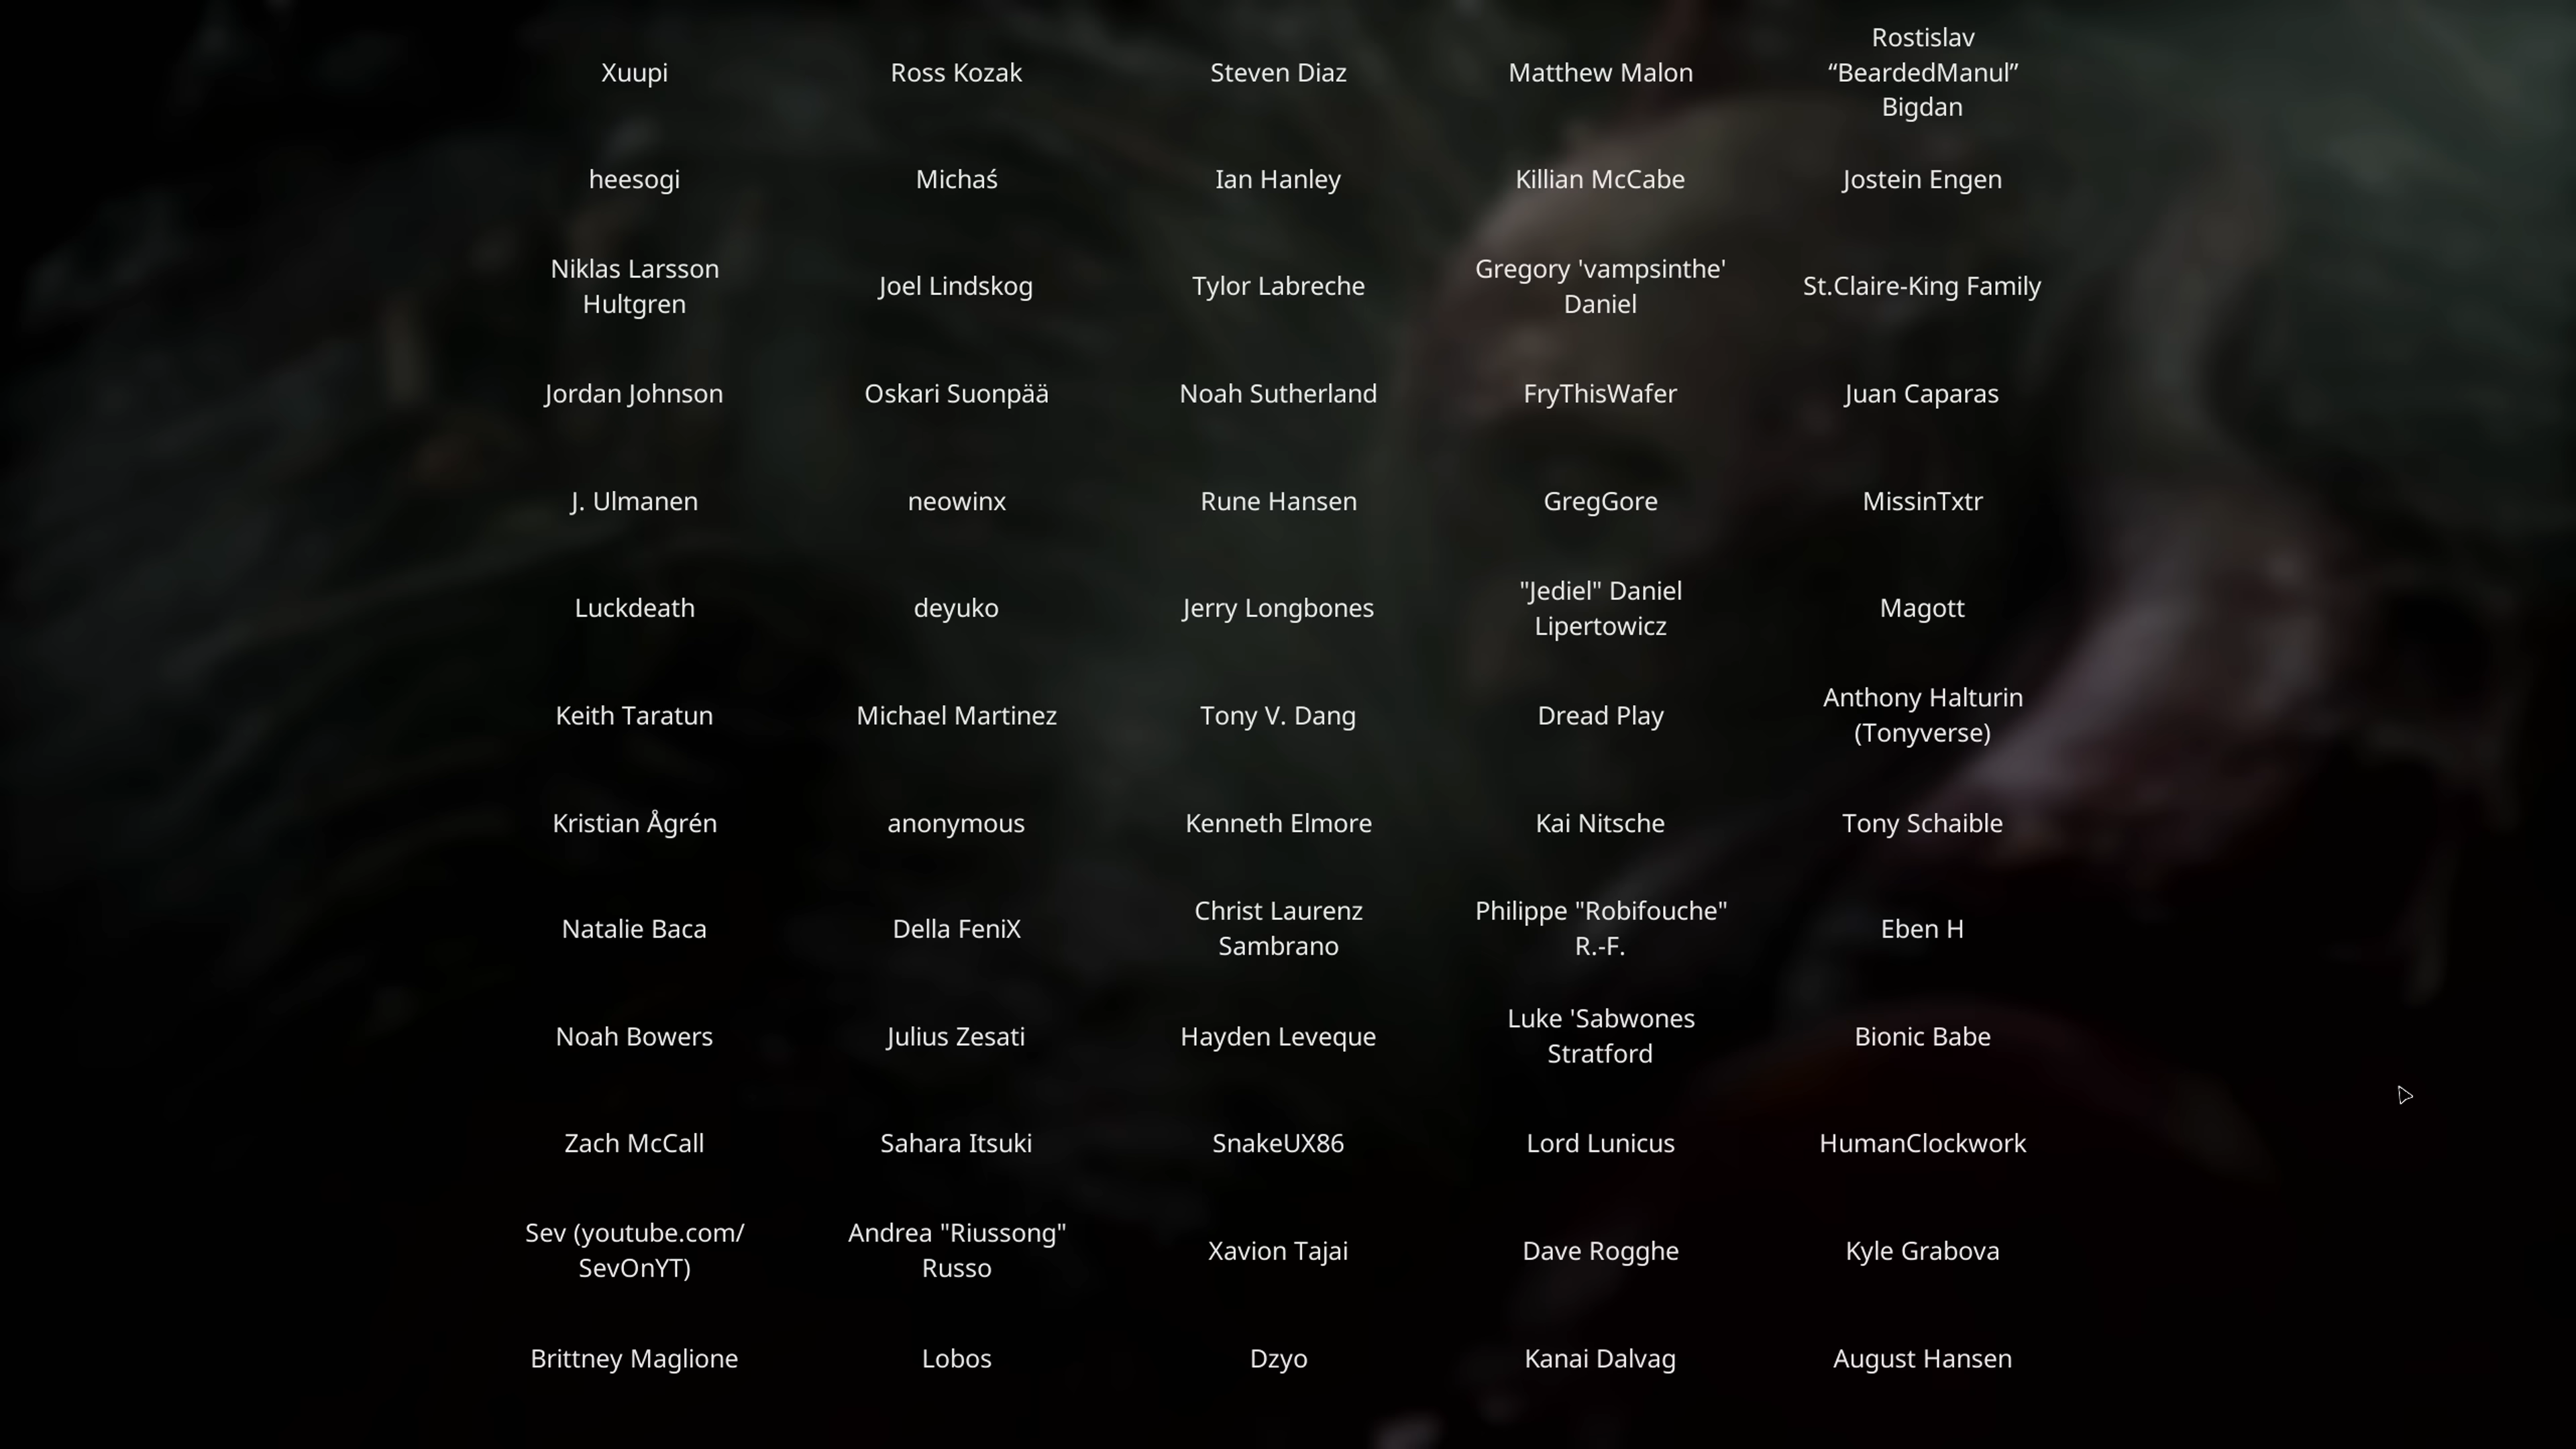 Xuupi Ross Kozak Steven Diaz Matthew Malon Rostislav
“BeardedManul”
Bigdan
heesogi Michaś Ian Hanley Killian McCabe Jostein Engen
Niklas Larsson
Hultgren Joel Lindskog Tylor Labreche Gregory 'vampsinthe'
Daniel St.Claire-King Family
Jordan Johnson Oskari Suonpää Noah Sutherland FryThisWafer Juan Caparas
J. Ulmanen neowinx Rune Hansen GregGore MissinTxtr
Luckdeath deyuko Jerry Longbones "Jediel" Daniel
Lipertowicz Magott
Keith Taratun Michael Martinez Tony V. Dang Dread Play Anthony Halturin
(Tonyverse)
Kristian Ågrén anonymous Kenneth Elmore Kai Nitsche Tony Schaible
Natalie Baca Della FeniX Christ Laurenz
Sambrano Philippe "Robifouche"
R.-F. Eben H
Noah Bowers Julius Zesati Hayden Leveque Luke 'Sabwones
Stratford Bionic Babe
Zach McCall Sahara Itsuki SnakeUX86 Lord Lunicus HumanClockwork
Sev (youtube.com/
SevOnYT) Andrea "Riussong"
Russo Xavion Tajai Dave Rogghe Kyle Grabova
Brittney Maglione Lobos Dzyo Kanai Dalvag August Hansen